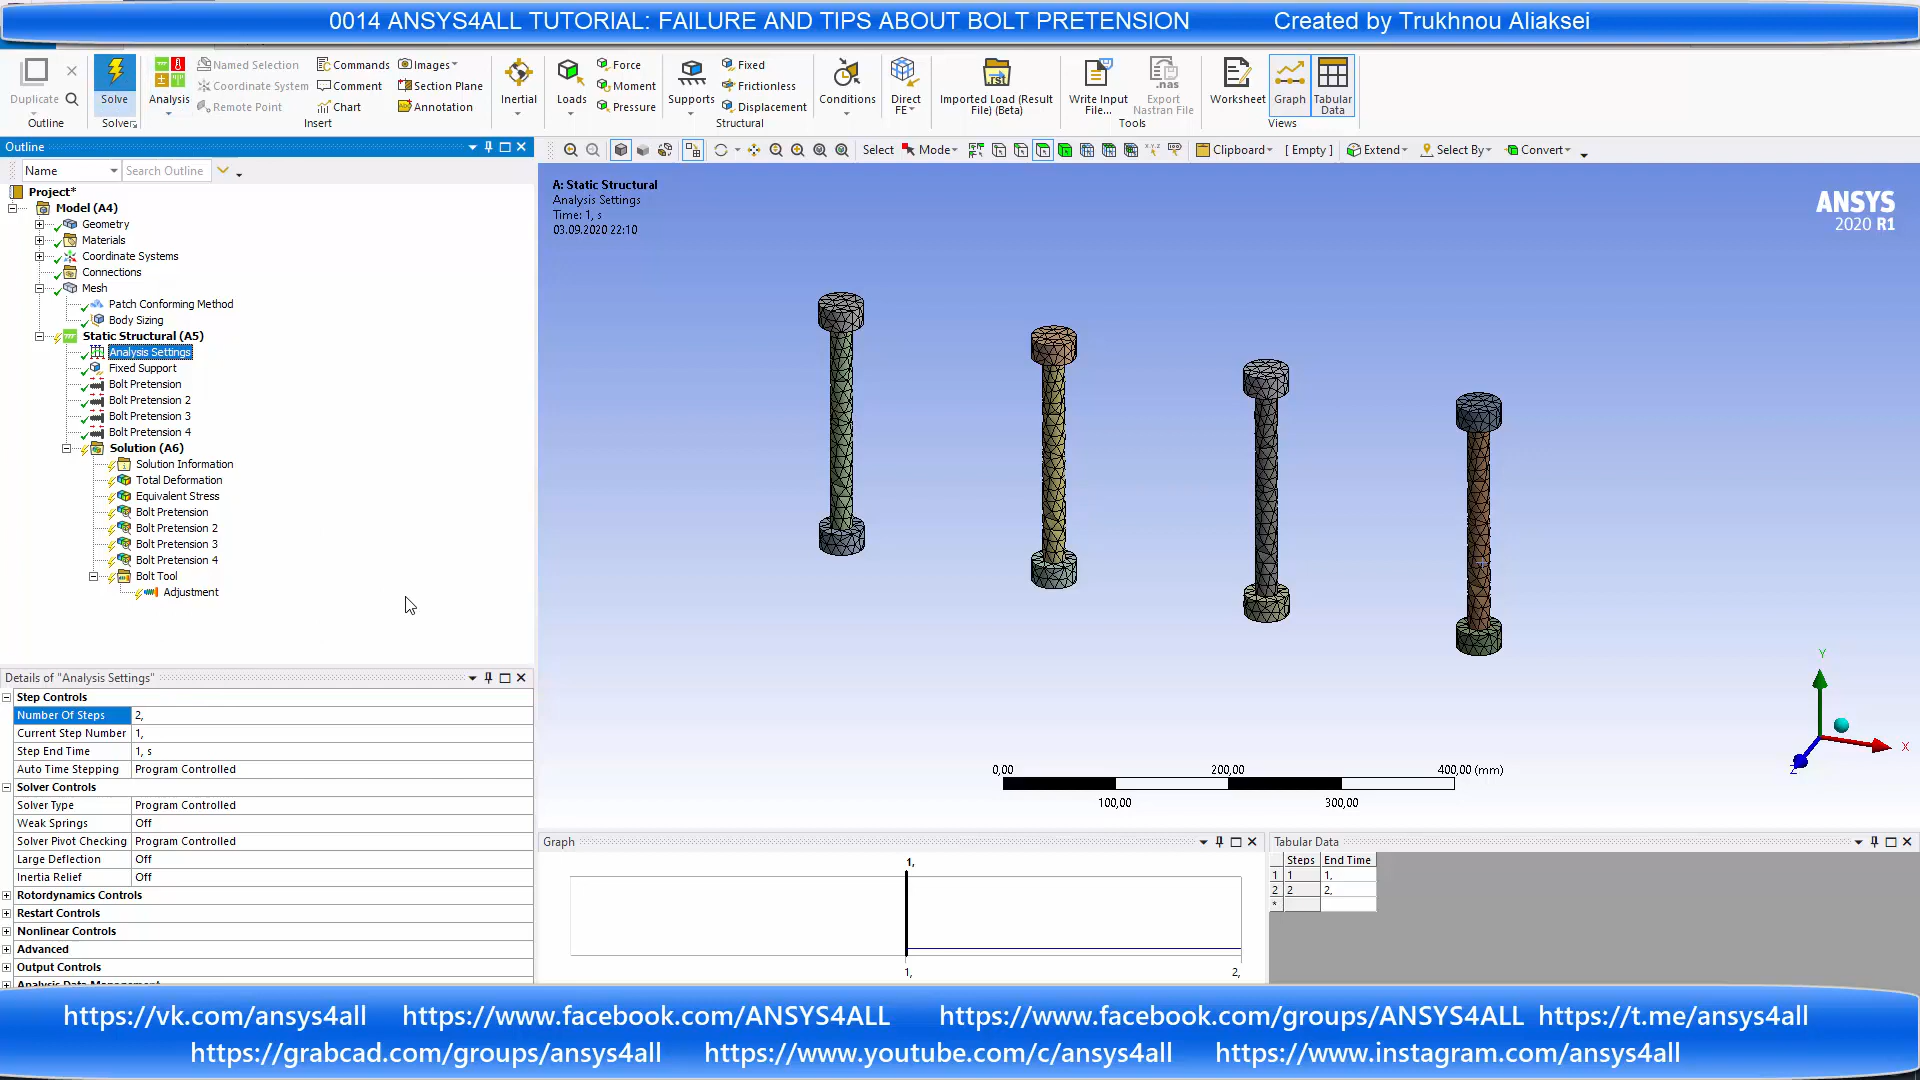 0014 ANSYS4ALL TUTORIAL: FAILURE AND TIPS ABOUT BOLT PRETENSION Created by Trukhnou Aliaksei
Duplicate
Outline
Solve
Solver
Analysis
Named Selection
Coordinate System
Remote Point
Commands
Comment
Chart
Images
Section Plane
Annotation
Insert
Inertial
Loads
Force
Moment
Pressure
Supports
Fixed
Frictionless
Displacement
Structural
Conditions
Direct
FE
Imported Load (Result
File) (Beta)
Write Input
File...
Export
Nastran File
Tools
Worksheet
Graph
Tabular
Data
Views
Outline
Name
Search Outline
Select
Mode
Clipboard
[ Empty ]
Extend
Select By
Convert
Project*
Model (A4)
Geometry
Materials
Coordinate Systems
Connections
Mesh
Patch Conforming Method
Body Sizing
Static Structural (A5)
Analysis Settings
Fixed Support
Bolt Pretension
Bolt Pretension 2
Bolt Pretension 3
Bolt Pretension 4
Solution (A6)
Solution Information
Total Deformation
Equivalent Stress
Bolt Pretension
Bolt Pretension 2
Bolt Pretension 3
Bolt Pretension 4
Bolt Tool
Adjustment
A: Static Structural
Analysis Settings
Time: 1, s
03.09.2020 22:10
ANSYS
2020 R1
Y
X
Z
0,00 200,00 400,00 (mm)
100,00 300,00
Details of "Analysis Settings"
Step Controls
Number Of Steps 2,
Current Step Number 1,
Step End Time 1, s
Auto Time Stepping Program Controlled
Solver Controls
Solver Type Program Controlled
Weak Springs Off
Solver Pivot Checking Program Controlled
Large Deflection Off
Inertia Relief Off
Rotordynamics Controls
Restart Controls
Nonlinear Controls
Advanced
Output Controls
Graph
1,
1, 2,
Tabular Data
Steps End Time
1 1 1,
2 2 2,
*
https://vk.com/ansys4all https://www.facebook.com/ANSYS4ALL https://www.facebook.com/groups/ANSYS4ALL https://t.me/ansys4all
https://grabcad.com/groups/ansys4all https://www.youtube.com/c/ansys4all https://www.instagram.com/ansys4all